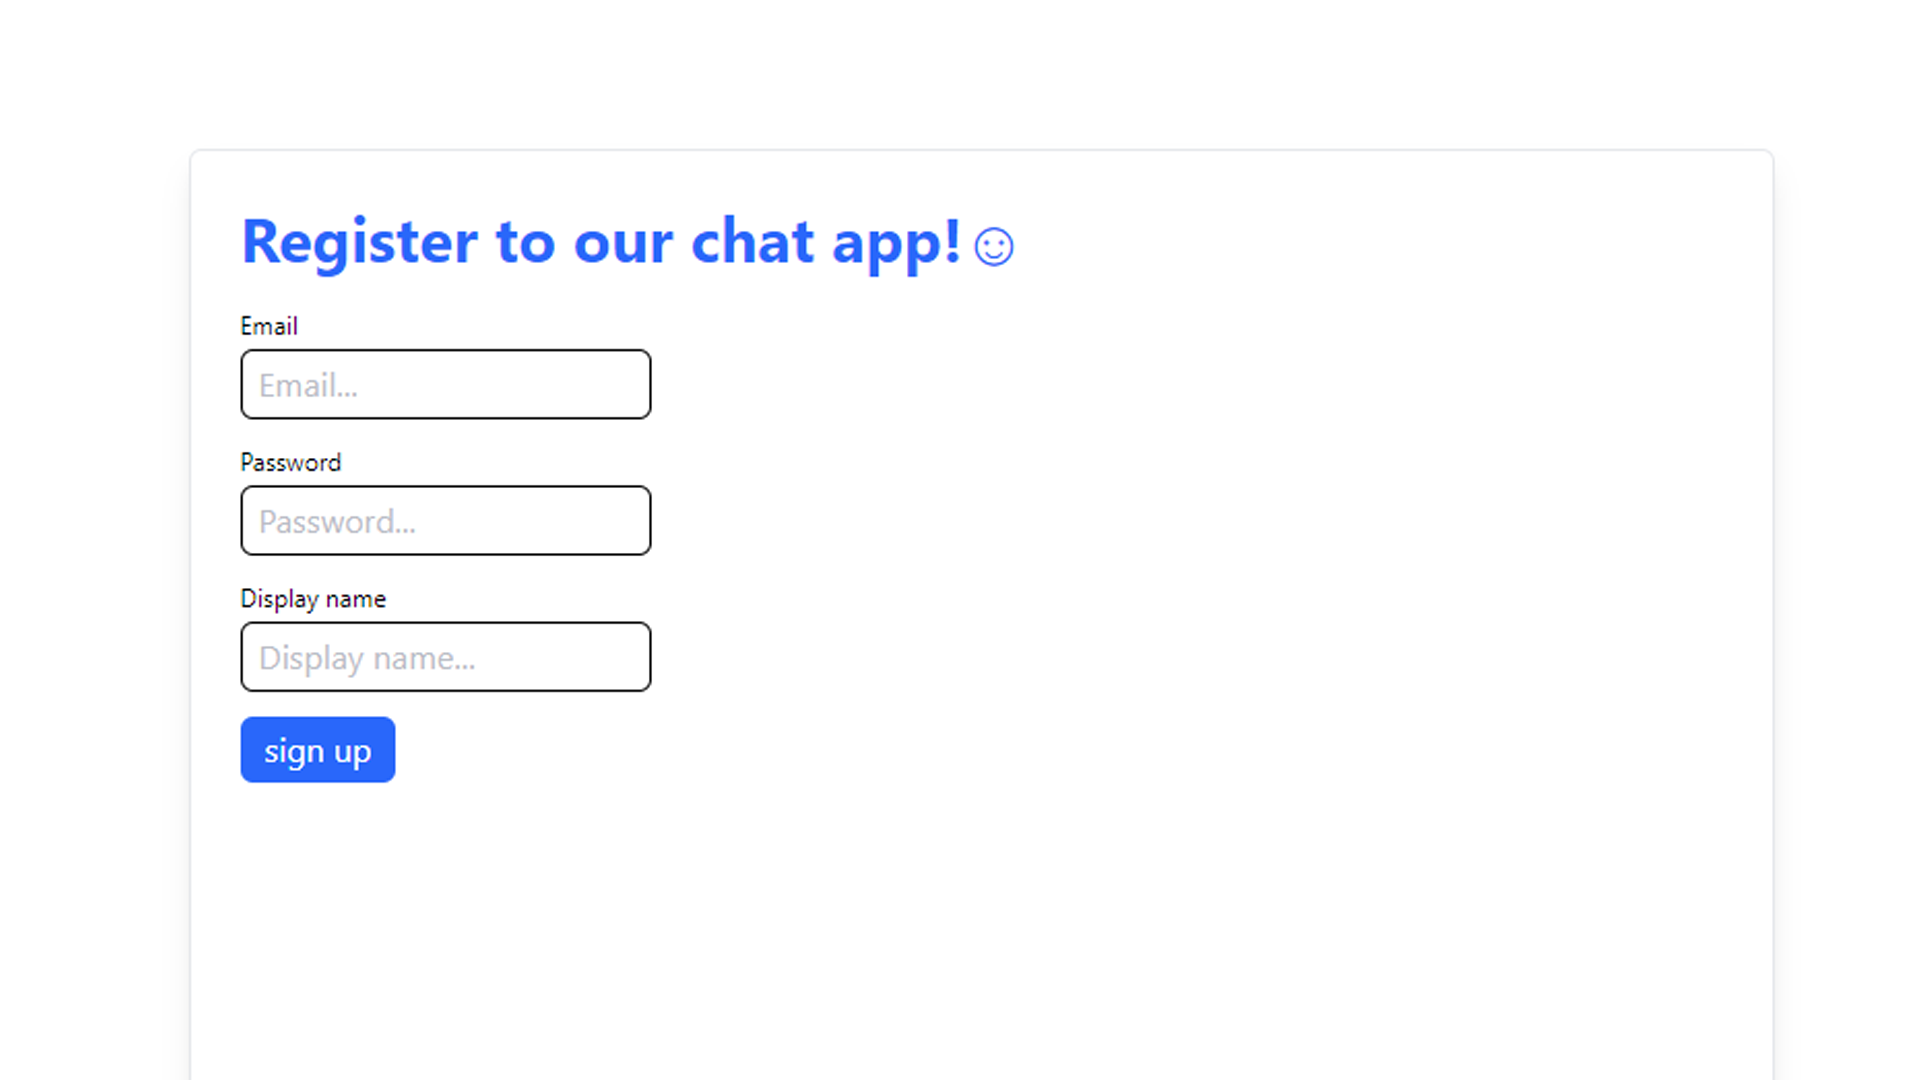 Register to our chat app!☺
Email
Email...
Password
Password...
Display name
Display name...
sign up